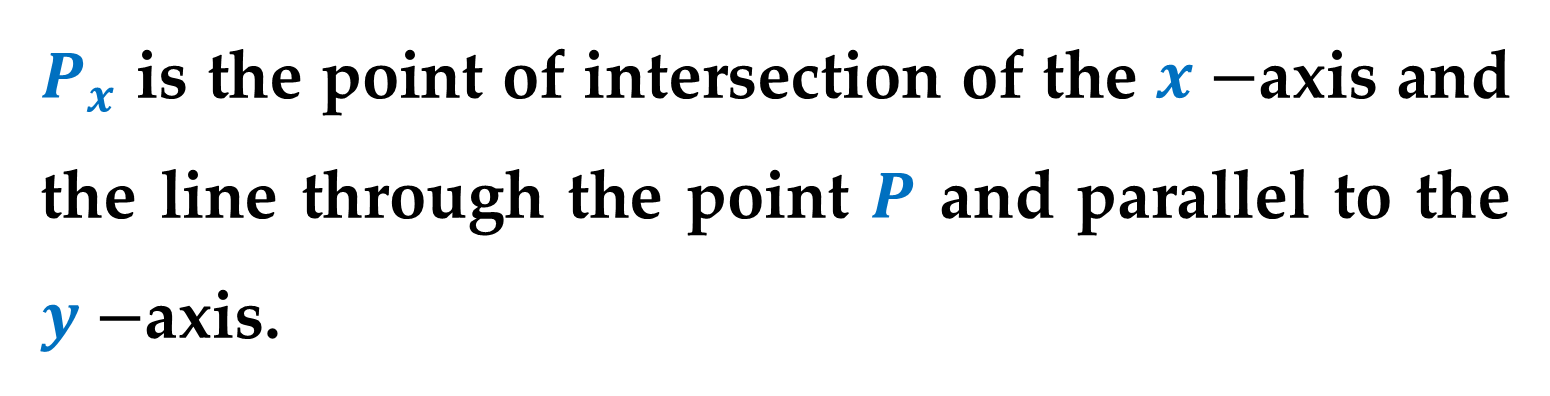 Pₓ is the point of intersection of the x –axis and
the line through the point P and parallel to the
y –axis.